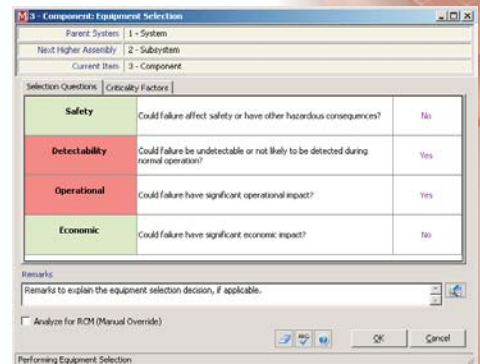 3 - Component: Equipment Selection
Parent System 1 - System
Next Higher Assembly 2 - Subsystem
Current Item 3 - Component
Selection Questions Criticality Factors
Safety Could failure affect safety or have other hazardous consequences? No
Detectability Could failure be undetectable or not likely to be detected during
normal operation? Yes
Operational Could failure have significant operational impact? Yes
Economic Could failure have significant economic impact? No
Remarks
Remarks to explain the equipment selection decision, if applicable.
Analyze for RCM (Manual
Override)
OK Cancel
Performing Equipment Selection